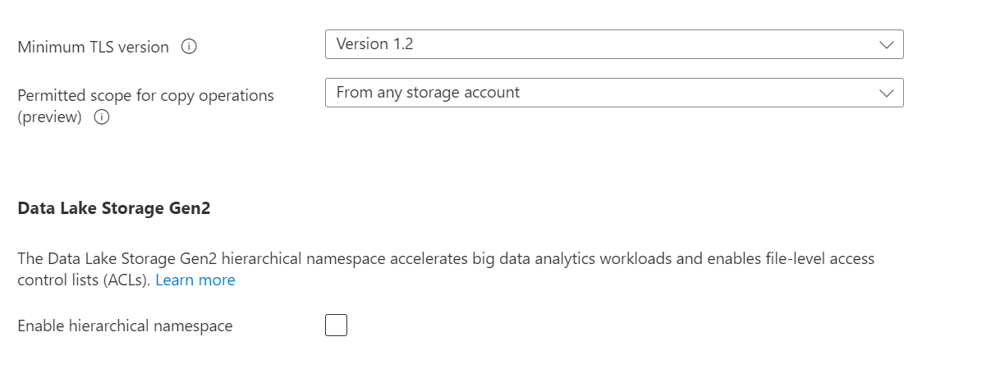 Minimum TLS version
Version 1.2
Permitted scope for copy operations
(preview)
From any storage account
Data Lake Storage Gen2
The Data Lake Storage Gen2 hierarchical namespace accelerates big data analytics workloads and enables file-level access
control lists (ACLs). Learn more
Enable hierarchical namespace